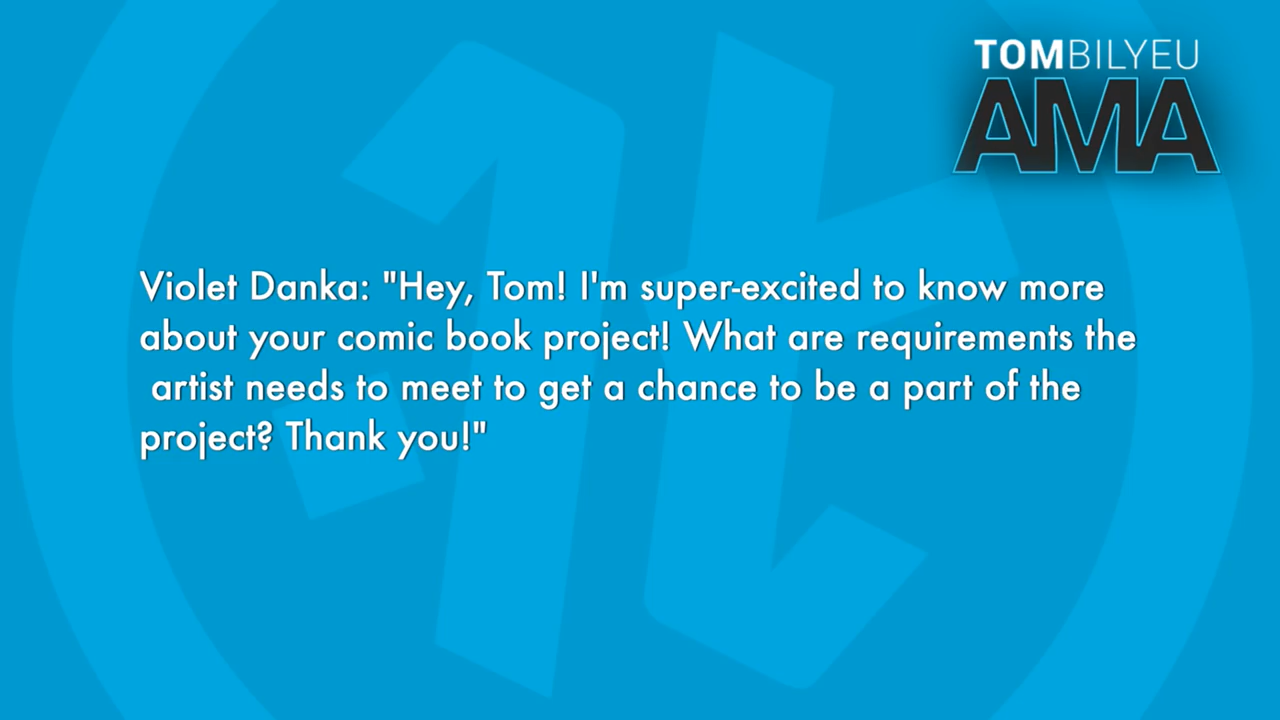 TOMBILYEU
AMA
Violet Danka: "Hey, Tom! I'm super-excited to know more
about your comic book project! What are requirements the
artist needs to meet to get a chance to be a part of the
project? Thank you!"